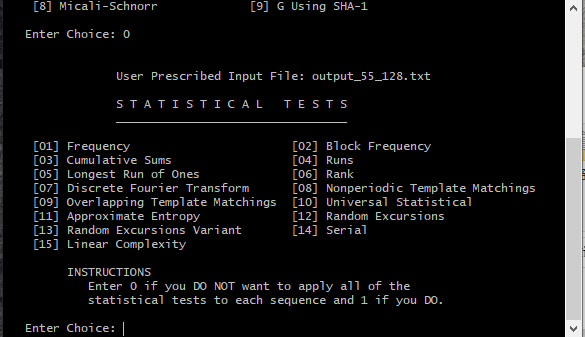 [8] Micali-Schnorr [9] G Using SHA-1
Enter Choice: 0
User Prescribed Input File: output_55_128.txt
S T A T I S T I C A L   T E S T S
[01] Frequency [02] Block Frequency
[03] Cumulative Sums [04] Runs
[05] Longest Run of Ones [06] Rank
[07] Discrete Fourier Transform [08] Nonperiodic Template Matchings
[09] Overlapping Template Matchings [10] Universal Statistical
[11] Approximate Entropy [12] Random Excursions
[13] Random Excursions Variant [14] Serial
[15] Linear Complexity
INSTRUCTIONS
Enter 0 if you DO NOT want to apply all of the
statistical tests to each sequence and 1 if you DO.
Enter Choice: